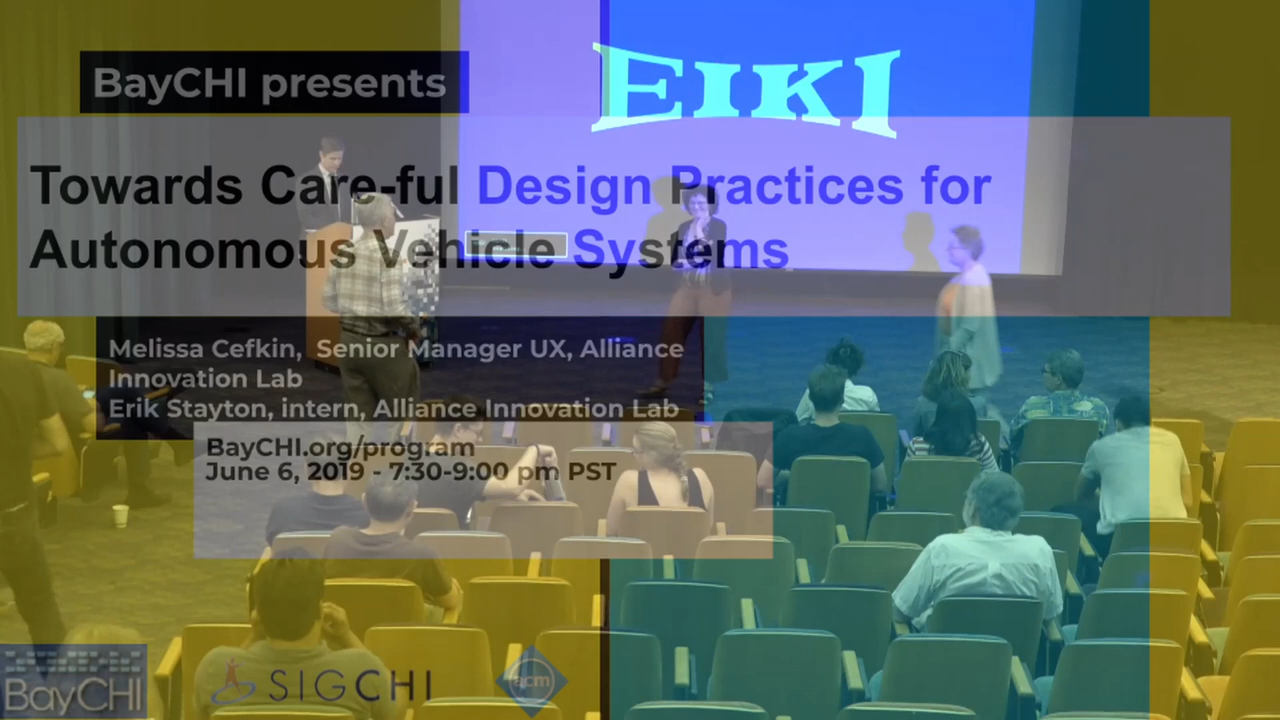 BayCHI presents
EIKI
Towards Care-ful Design Practices for
Autonomous Vehicle Systems
Melissa Cefkin, Senior Manager UX, Alliance
Innovation Lab
Erik Stayton, intern, Alliance Innovation Lab
BayCHI.org/program
June 6, 2019 - 7:30-9:00 pm PST
BayCHI
SIGCHI
acm